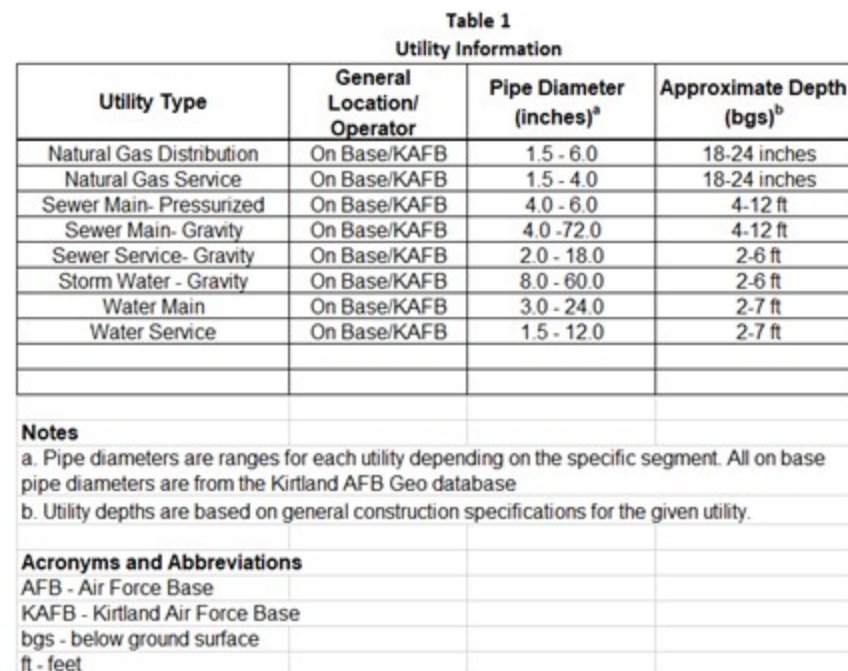 Table 1
Utility Information
Utility Type General Location/ Operator Pipe Diameter (inches)a Approximate Depth (bgs)b
Natural Gas Distribution On Base/KAFB 1.5 - 6.0 18-24 inches
Natural Gas Service On Base/KAFB 1.5 - 4.0 18-24 inches
Sewer Main- Pressurized On Base/KAFB 4.0 - 6.0 4-12 ft
Sewer Main- Gravity On Base/KAFB 4.0 -72.0 4-12 ft
Sewer Service- Gravity On Base/KAFB 2.0 - 18.0 2-6 ft
Storm Water - Gravity On Base/KAFB 8.0 - 60.0 2-6 ft
Water Main On Base/KAFB 3.0 - 24.0 2-7 ft
Water Service On Base/KAFB 1.5 - 12.0 2-7 ft
Notes
a. Pipe diameters are ranges for each utility depending on the specific segment. All on base
pipe diameters are from the Kirtland AFB Geo database
b. Utility depths are based on general construction specifications for the given utility.
Acronyms and Abbreviations
AFB - Air Force Base
KAFB - Kirtland Air Force Base
bgs - below ground surface
ft - feet